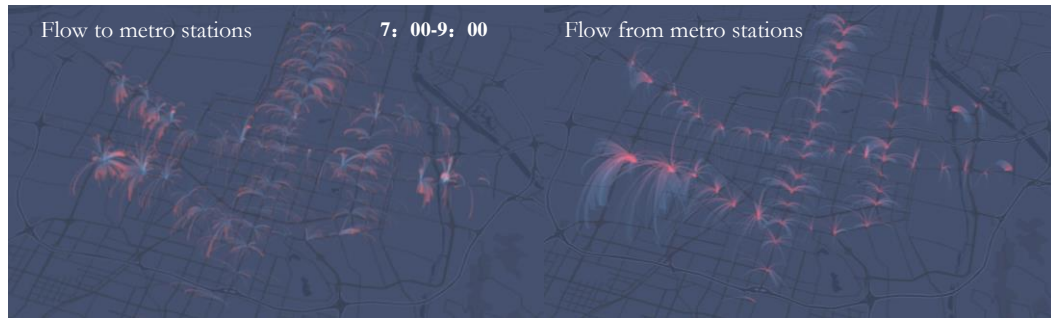 Flow to metro stations
7：00-9：00
Flow from metro stations